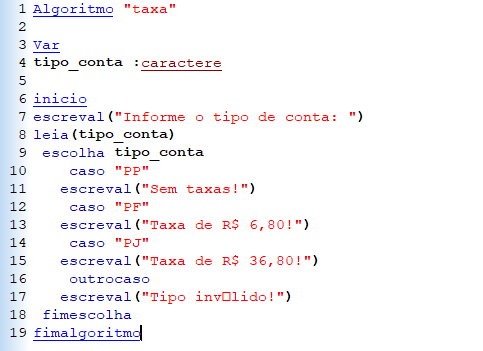 1 Algoritmo "taxa"
2
3 Var
4 tipo_conta :caractere
5
6 inicio
7 escreval("Informe o tipo de conta: ")
8 leia(tipo_conta)
9 escolha tipo_conta
10 caso "PP"
11 escreval("Sem taxas!")
12 caso "PF"
13 escreval("Taxa de R$ 6,80!")
14 caso "PJ"
15 escreval("Taxa de R$ 36,80!")
16 outrocaso
17 escreval("Tipo inv□lido!")
18 fimescolha
19 fimalgoritmo